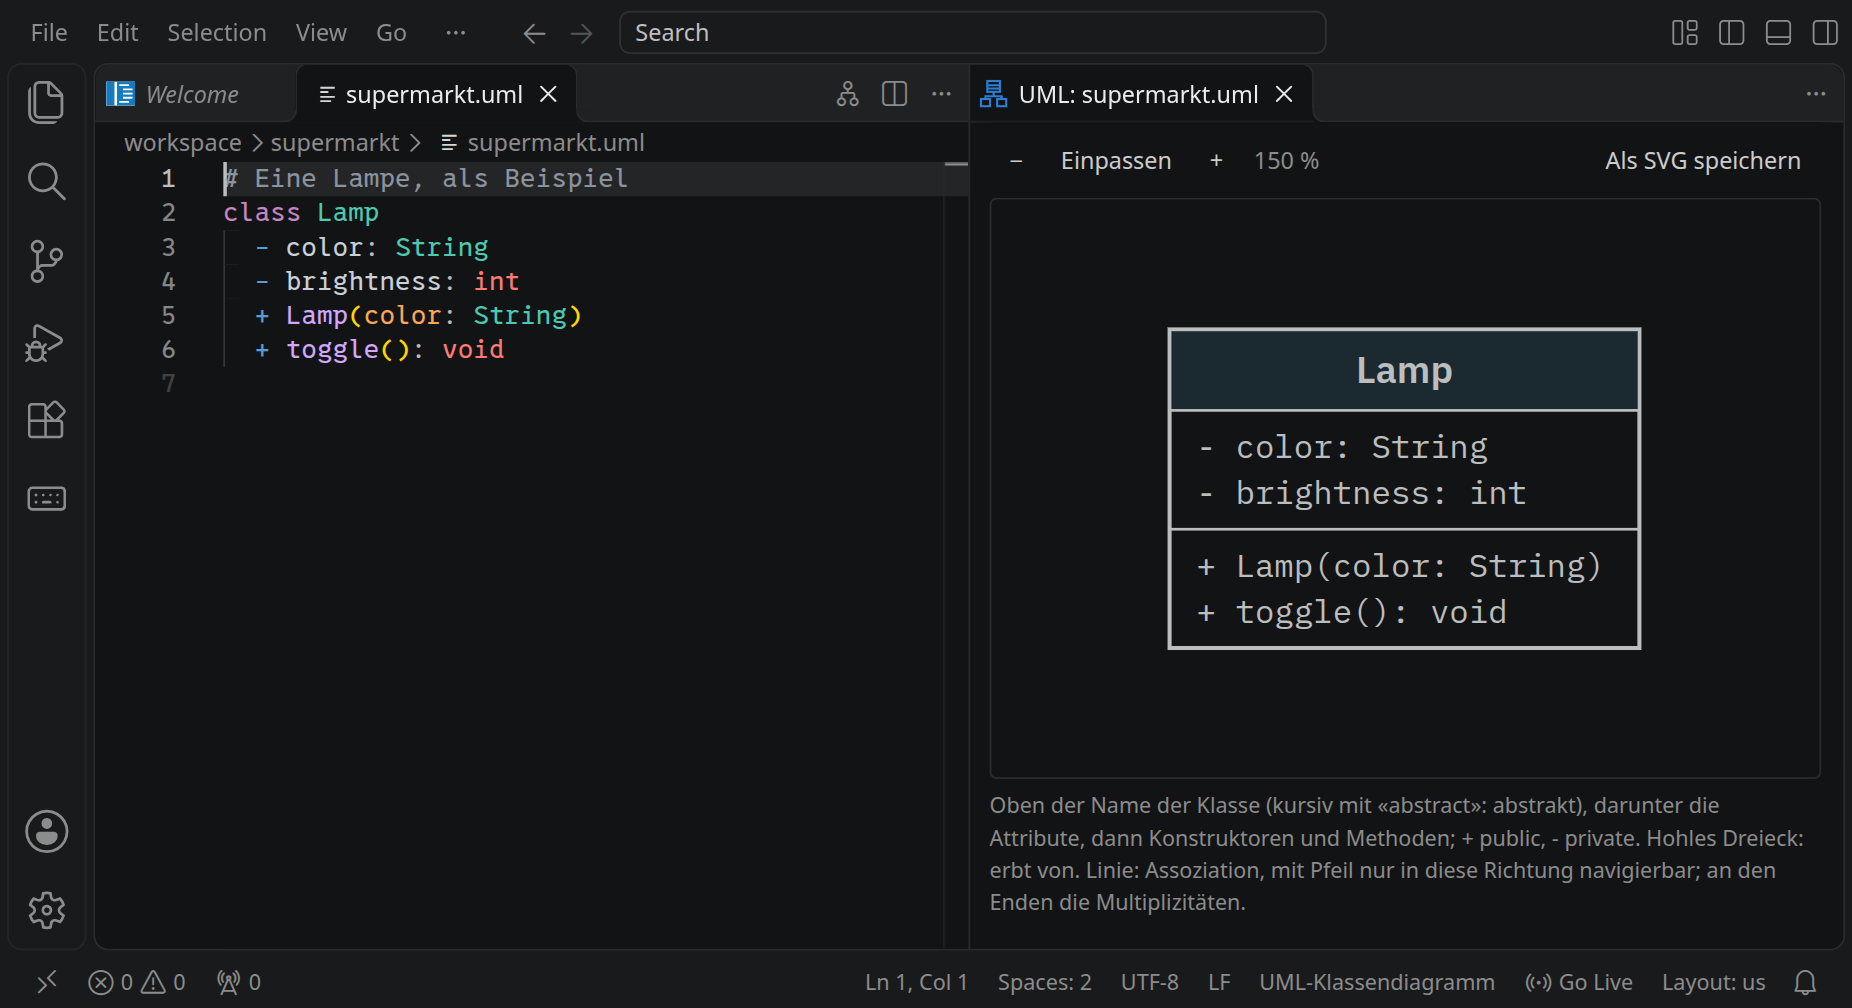 File Edit Selection View Go ··· Search
Welcome supermarkt.uml
workspace > supermarkt > supermarkt.uml
1 # Eine Lampe, als Beispiel
2 class Lamp
3 - color: String
4 - brightness: int
5 + Lamp(color: String)
6 + toggle(): void
7
UML: supermarkt.uml
− Einpassen + 150 % Als SVG speichern
Lamp
- color: String
- brightness: int
+ Lamp(color: String)
+ toggle(): void
Oben der Name der Klasse (kursiv mit «abstract»: abstrakt), darunter die
Attribute, dann Konstruktoren und Methoden; + public, - private. Hohles Dreieck:
erbt von. Linie: Assoziation, mit Pfeil nur in diese Richtung navigierbar; an den
Enden die Multiplizitäten.
0 0 0 Ln 1, Col 1 Spaces: 2 UTF-8 LF UML-Klassendiagramm Go Live Layout: us